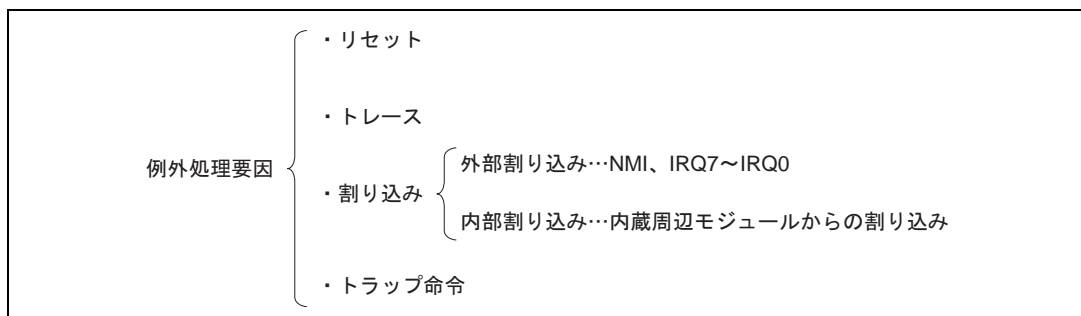 ・リセット
・トレース
例外処理要因
外部割り込み…NMI、IRQ7～IRQ0
・割り込み
内部割り込み…内蔵周辺モジュールからの割り込み
・トラップ命令